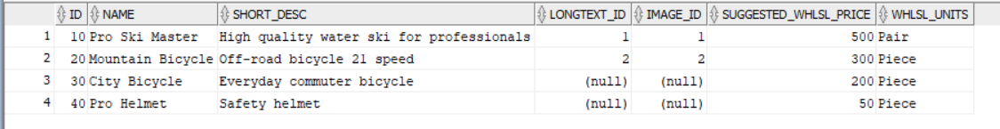 ID NAME SHORT_DESC LONGTEXT_ID IMAGE_ID SUGGESTED_WHLSL_PRICE WHLSL_UNITS
1 10 Pro Ski Master High quality water ski for professionals 1 1 500 Pair
2 20 Mountain Bicycle Off-road bicycle 21 speed 2 2 300 Piece
3 30 City Bicycle Everyday commuter bicycle (null) (null) 200 Piece
4 40 Pro Helmet Safety helmet (null) (null) 50 Piece